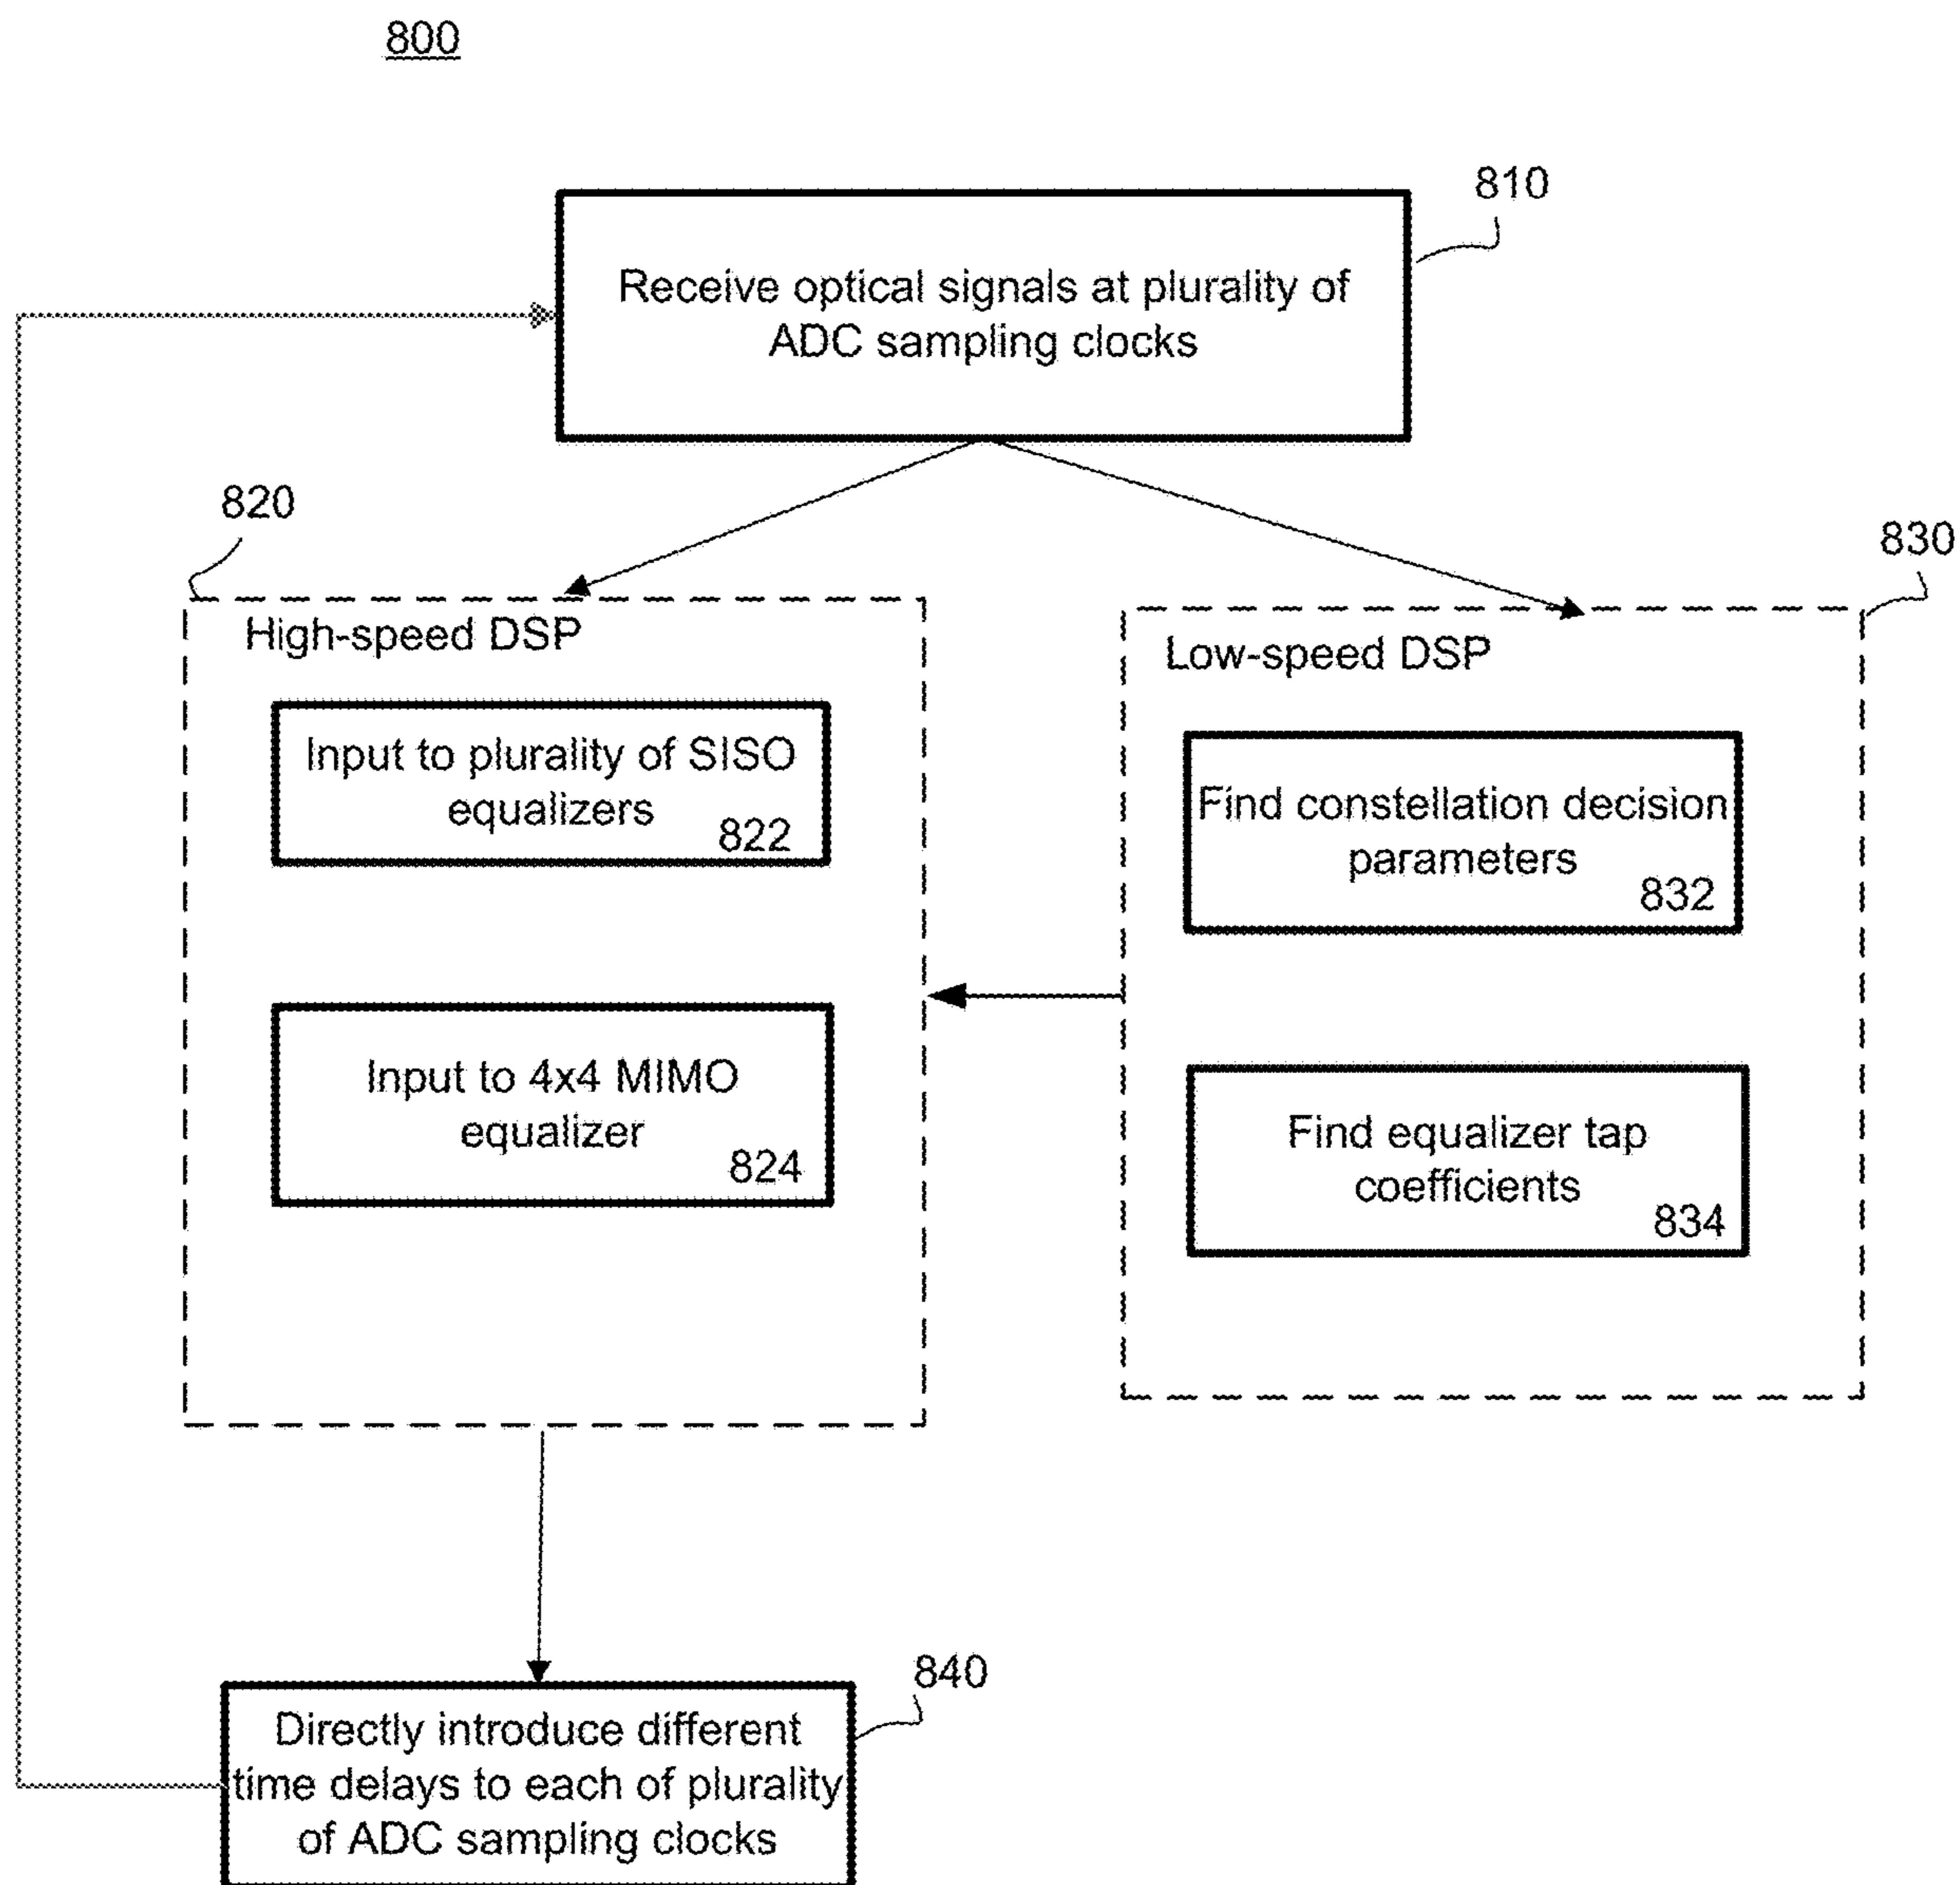 800
810
Receive optical signals at plurality of
ADC sampling clocks
820
High-speed DSP
Input to plurality of SISO
equalizers
822
Input to 4x4 MIMO
equalizer
824
830
Low-speed DSP
Find constellation decision
parameters
832
Find equalizer tap
coefficients
834
840
Directly introduce different
time delays to each of plurality
of ADC sampling clocks